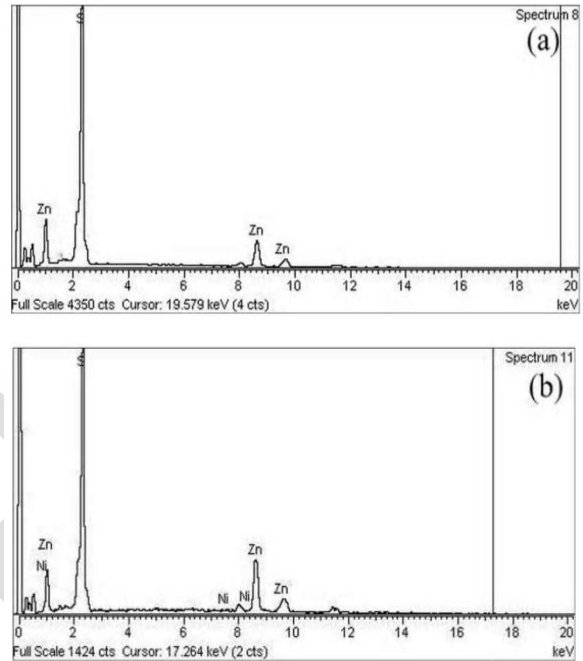 Spectrum 8
(a)
S
Zn
Zn
Zn
0 2 4 6 8 10 12 14 16 18 20
Full Scale 4350 cts Cursor: 19.579 keV (4 cts) keV
Spectrum 11
(b)
S
Zn
Ni
Zn
Ni Ni
Zn
0 2 4 6 8 10 12 14 16 18 20
Full Scale 1424 cts Cursor: 17.264 keV (2 cts) keV